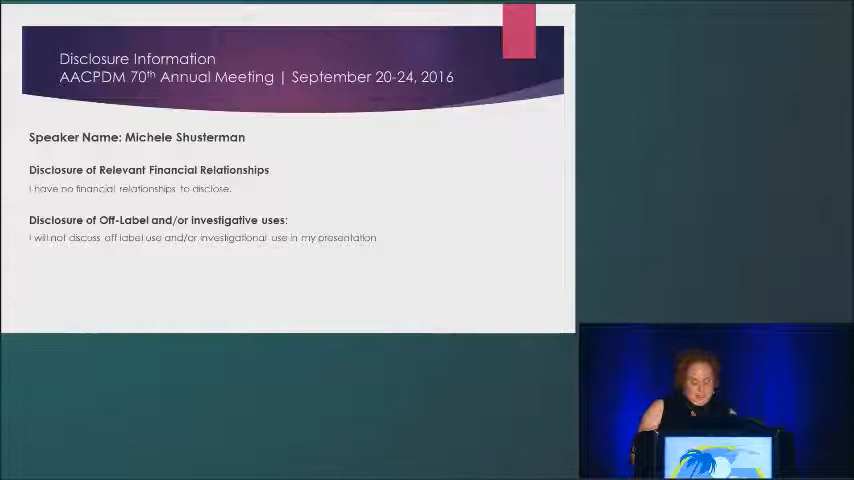 Disclosure Information
AACPDM 70th Annual Meeting | September 20-24, 2016
Speaker Name: Michele Shusterman
Disclosure of Relevant Financial Relationships
I have no financial relationships to disclose.
Disclosure of Off-Label and/or investigative uses:
I will not discuss off label use and/or investigational use in my presentation